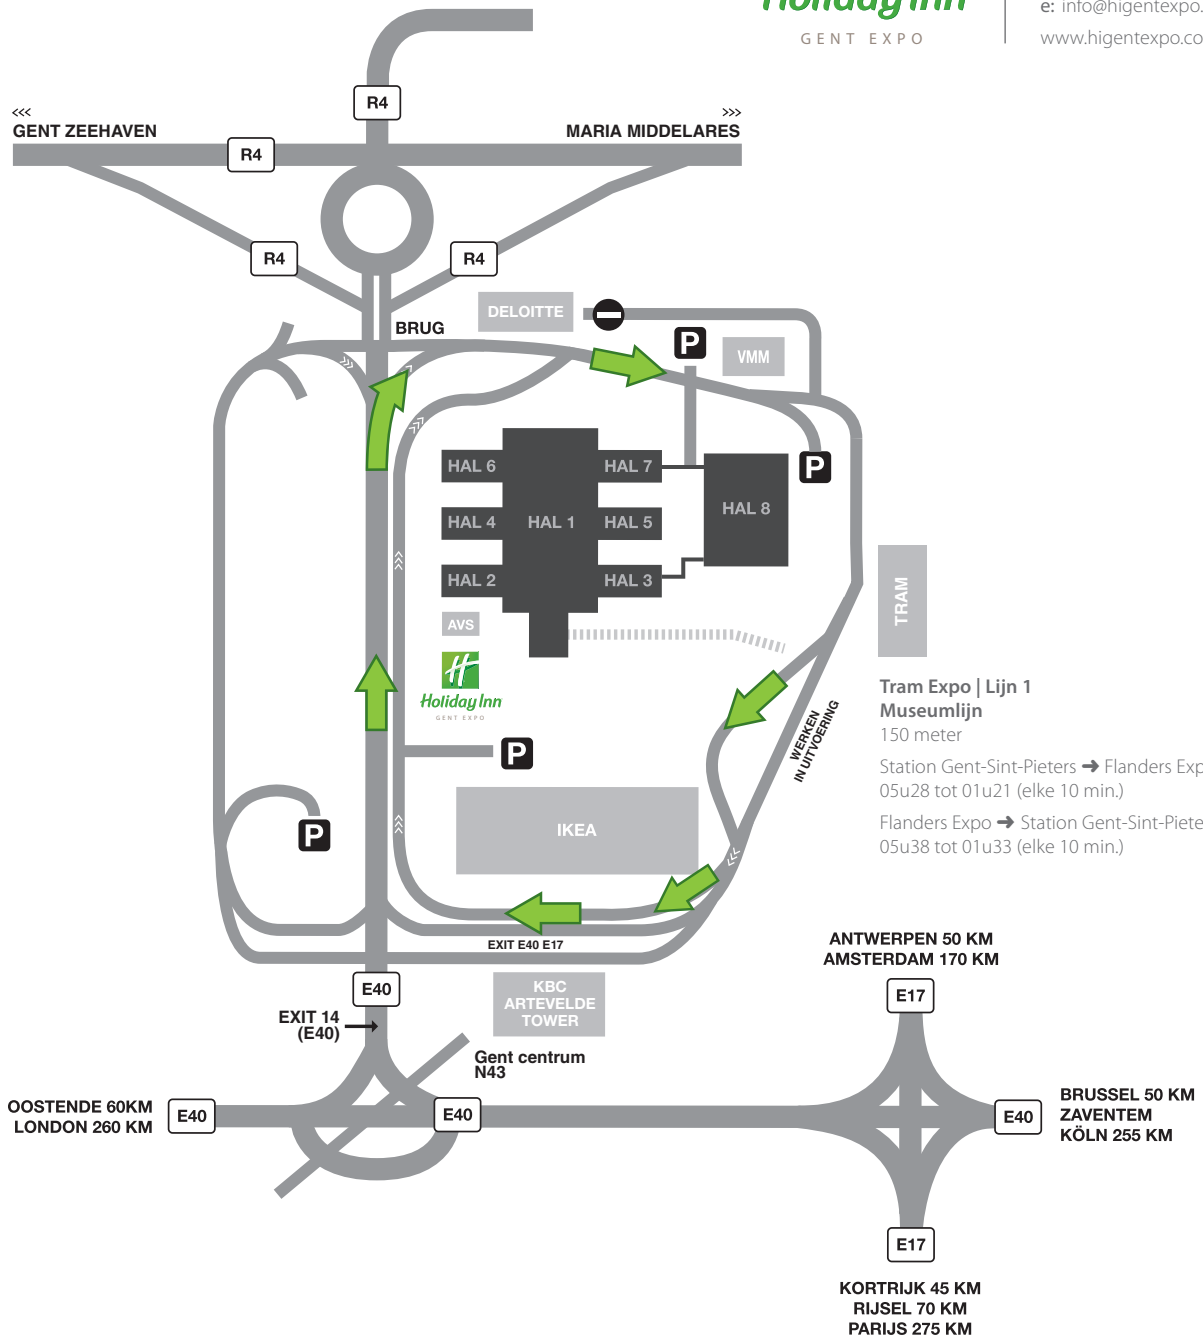 Holiday Inn
GENT EXPO
e: info@higentexpo.
www.higentexpo.co
R4
<<<
GENT ZEEHAVEN
>>>
MARIA MIDDELARES
R4
R4
R4
BRUG
DELOITTE
P
VMM
HAL 6
HAL 7
P
HAL 4
HAL 1
HAL 5
HAL 8
HAL 2
HAL 3
AVS
TRAM
H
Holiday Inn
GENT EXPO
P
WERKEN
IN UITVOERING
Tram Expo | Lijn 1
Museumlijn
150 meter
Station Gent-Sint-Pieters ➜ Flanders Exp
05u28 tot 01u21 (elke 10 min.)
Flanders Expo ➜ Station Gent-Sint-Piete
05u38 tot 01u33 (elke 10 min.)
P
IKEA
EXIT E40 E17
KBC
ARTEVELDE
TOWER
E40
EXIT 14
(E40)
Gent centrum
N43
ANTWERPEN 50 KM
AMSTERDAM 170 KM
E17
OOSTENDE 60KM
LONDON 260 KM
E40
E40
E40
BRUSSEL 50 KM
ZAVENTEM
KÖLN 255 KM
E17
KORTRIJK 45 KM
RIJSEL 70 KM
PARIJS 275 KM